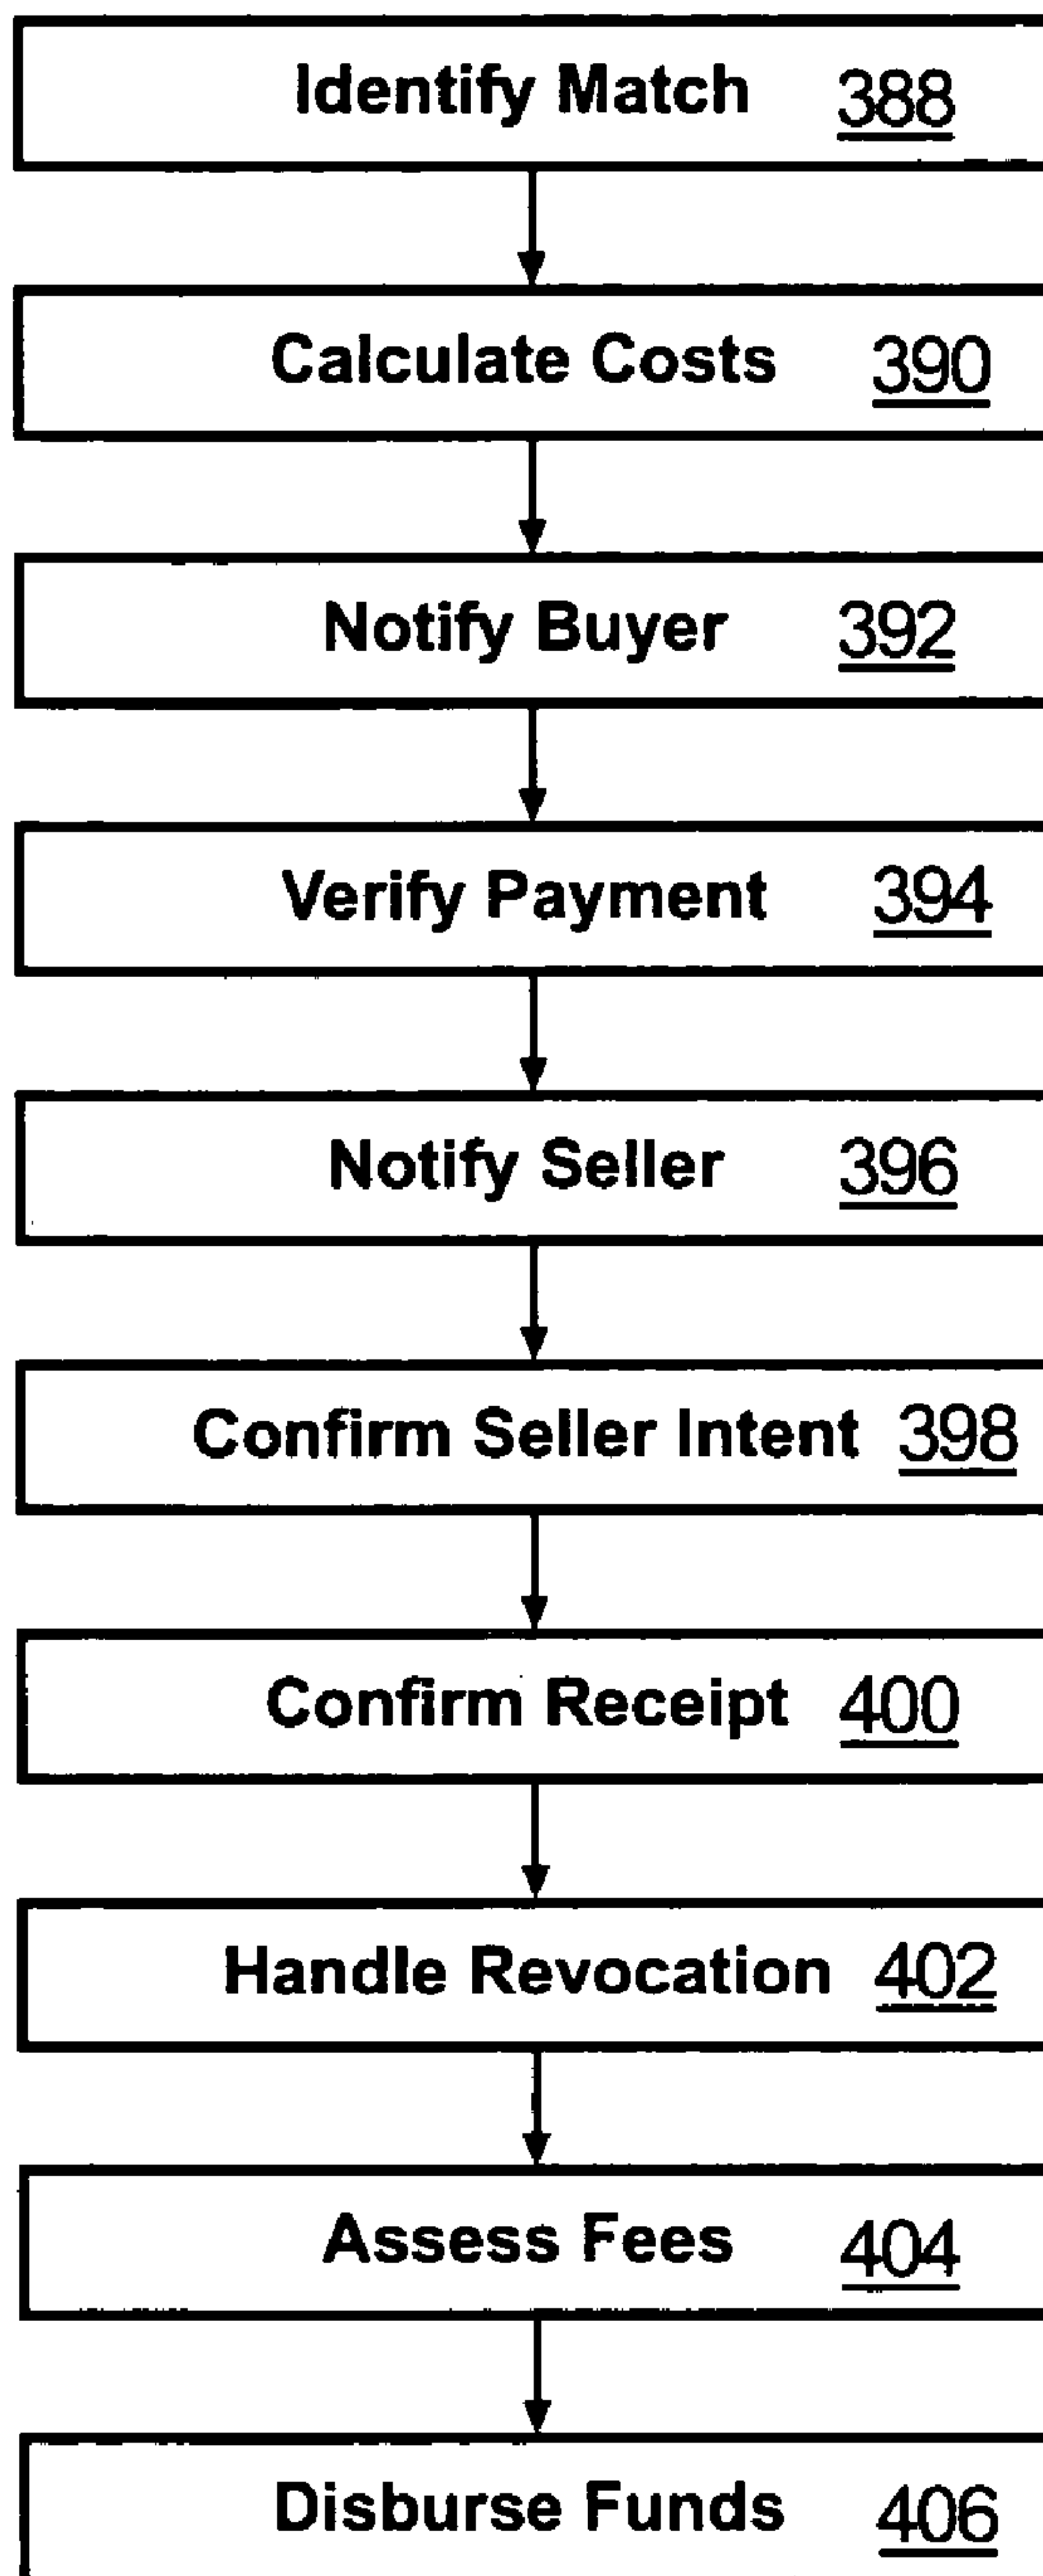 Identify Match 388
Calculate Costs 390
Notify Buyer 392
Verify Payment 394
Notify Seller 396
Confirm Seller Intent 398
Confirm Receipt 400
Handle Revocation 402
Assess Fees 404
Disburse Funds 406